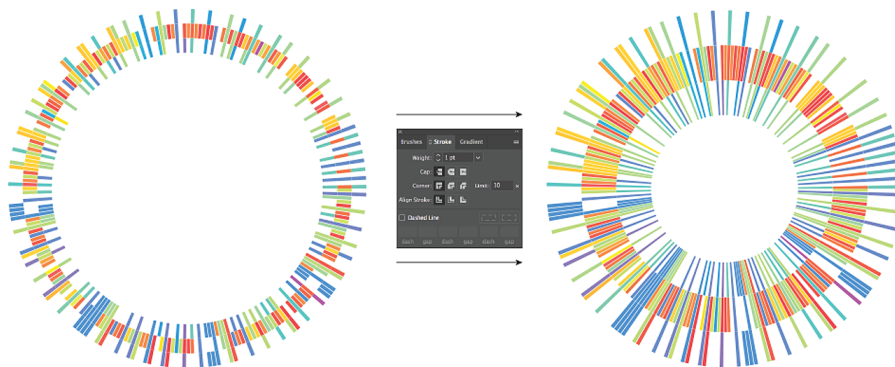 Brushes Stroke Gradient
Weight: 1 pt
Cap:
Corner: Limit: 10 x
Align Stroke:
Dashed Line
dash gap dash gap dash gap